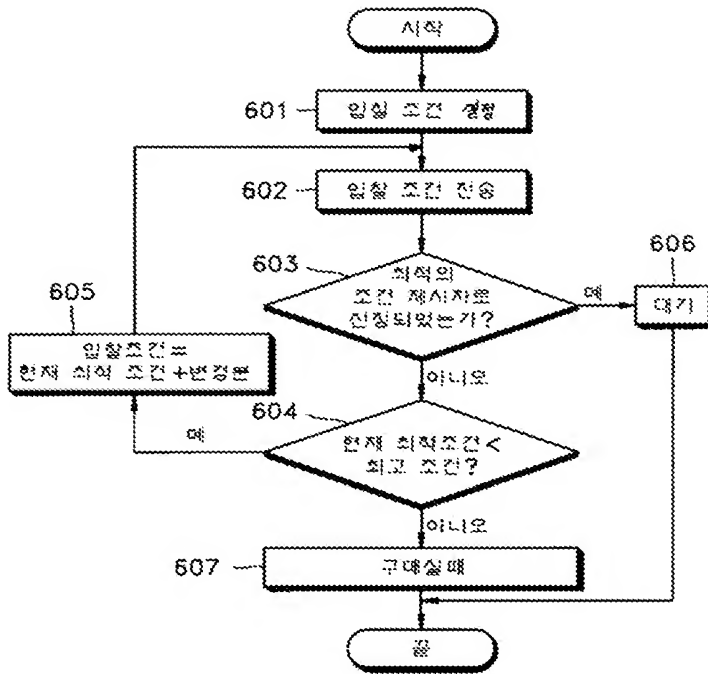 시작
601
입찰 조건 설정
602
입찰 조건 전송
603
최적의
조건 제시자로
선정되었는가?
예
606
대기
605
입찰조건=
현재 최적 조건+변경분
아니오
604
예
현재 최적조건<
최고 조건?
아니오
607
구매실패
끝